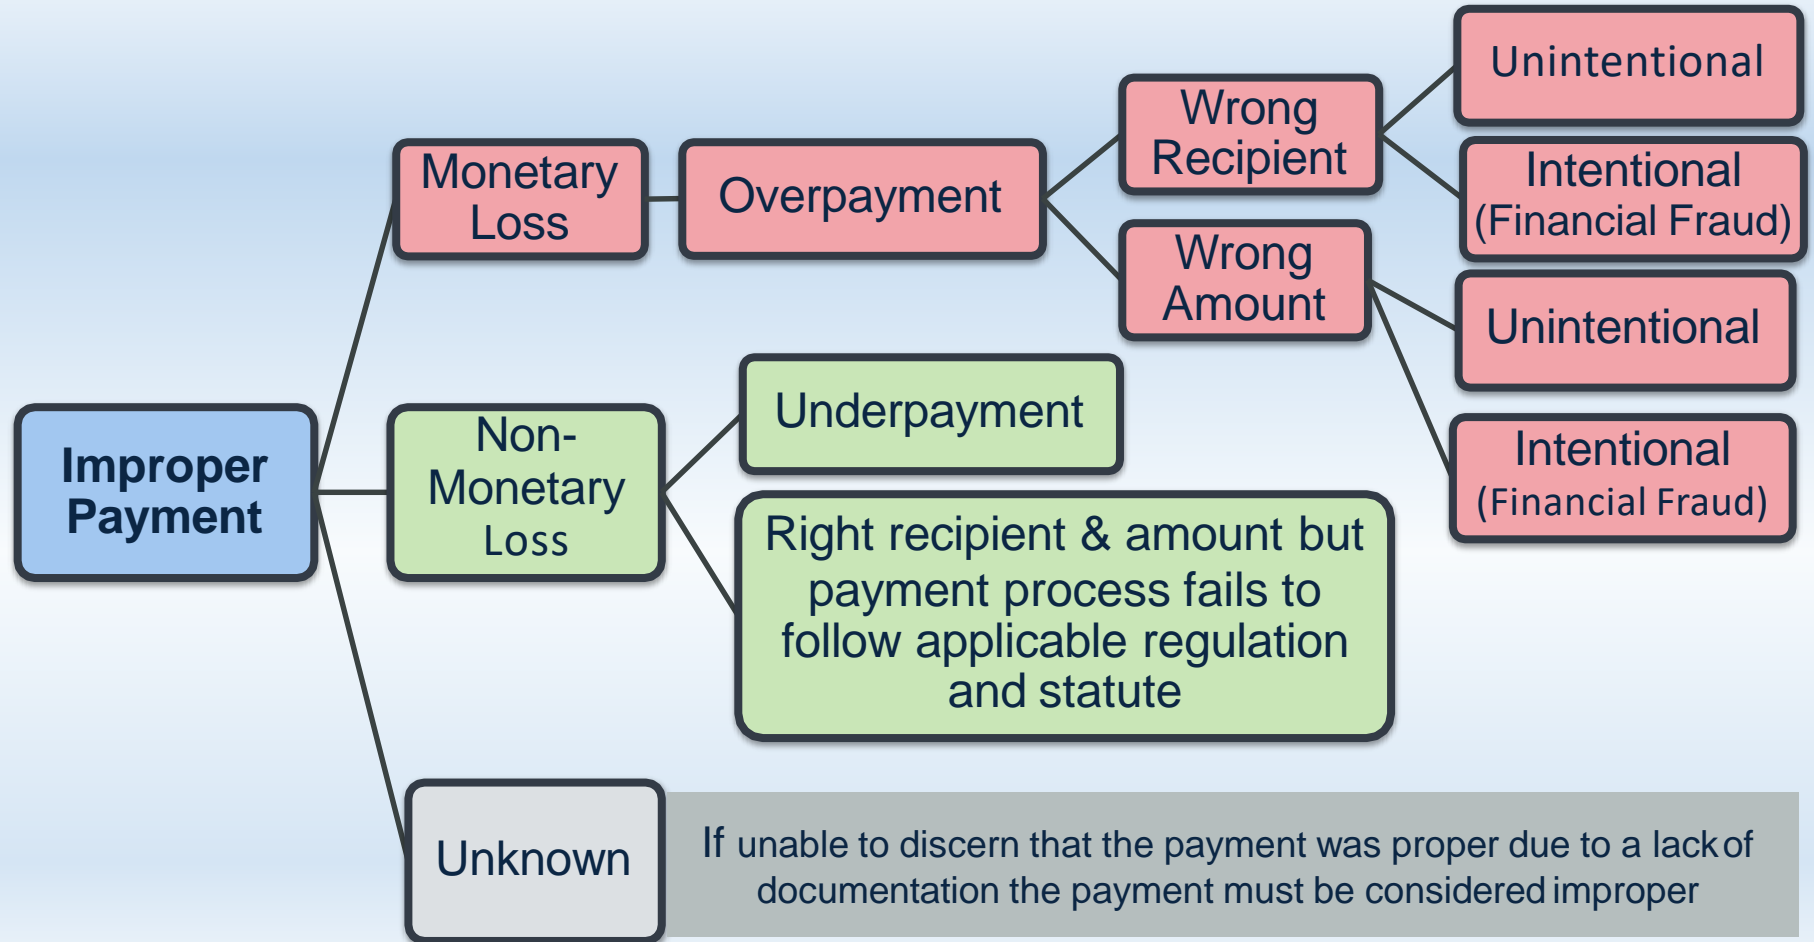 Improper
Payment
Monetary
Loss
Overpayment
Wrong
Recipient
Unintentional
Intentional
(Financial Fraud)
Wrong
Amount
Unintentional
Intentional
(Financial Fraud)
Non-
Monetary
Loss
Underpayment
Right recipient & amount but
payment process fails to
follow applicable regulation
and statute
Unknown
If unable to discern that the payment was proper due to a lack of
documentation the payment must be considered improper